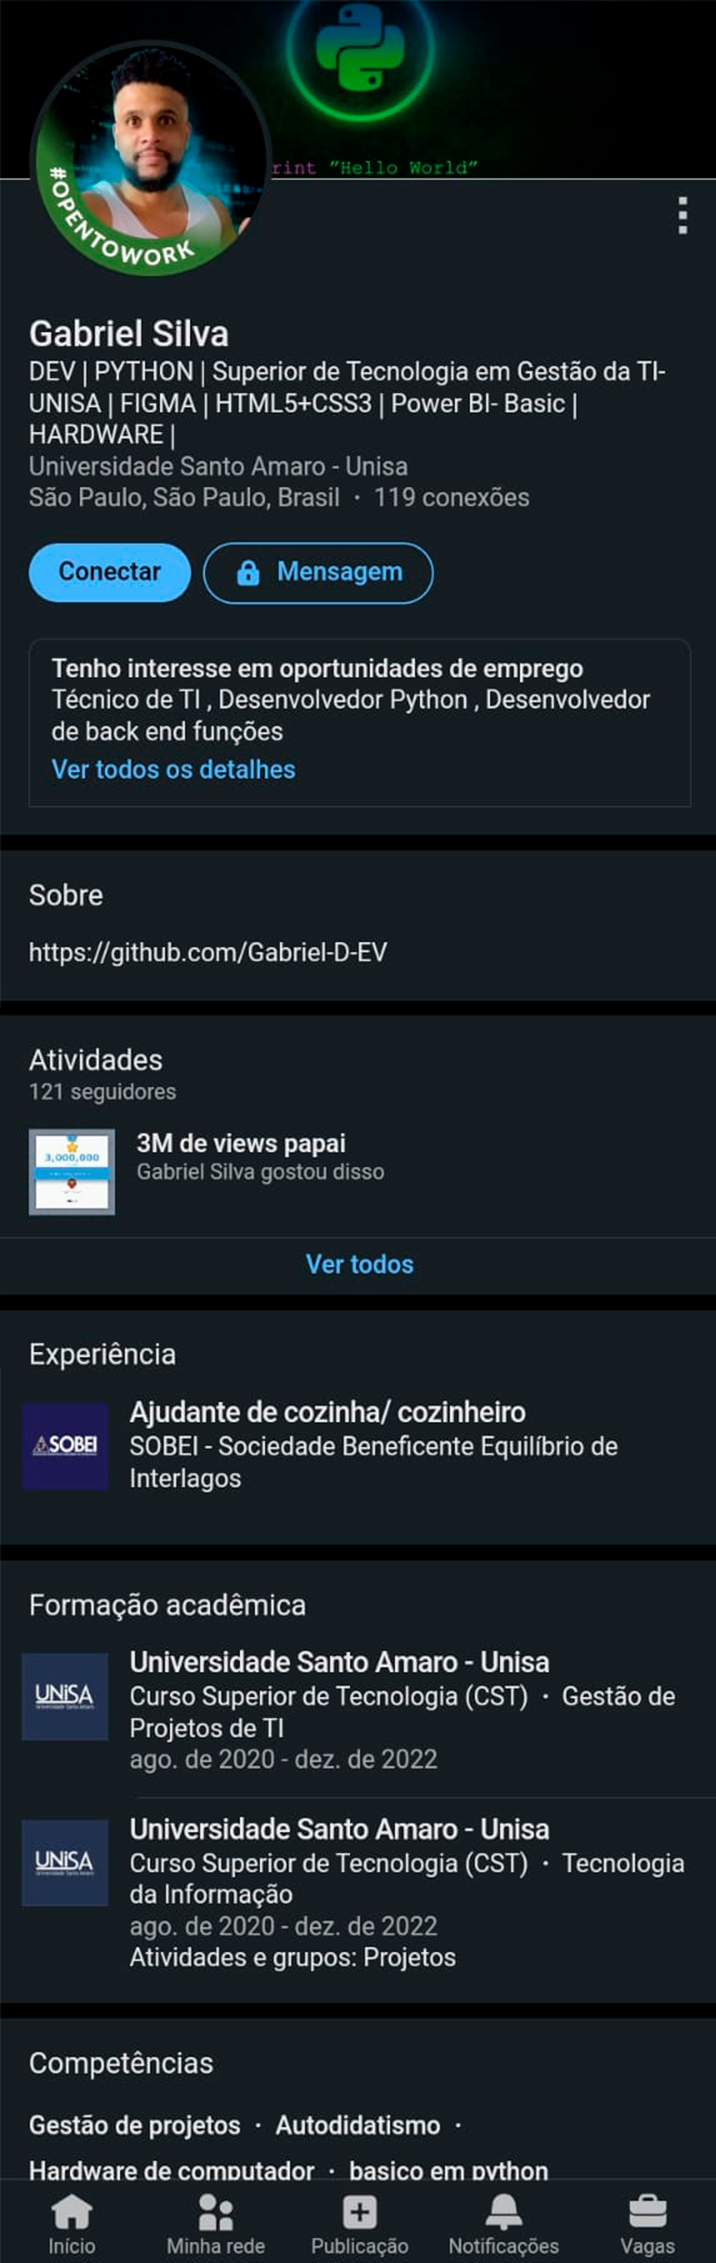 rint "Hello World"
#OPENTOWORK
Gabriel Silva
DEV | PYTHON | Superior de Tecnologia em Gestão da TI-
UNISA | FIGMA | HTML5+CSS3 | Power BI- Basic |
HARDWARE |
Universidade Santo Amaro - Unisa
São Paulo, São Paulo, Brasil · 119 conexões
Conectar
Mensagem
Tenho interesse em oportunidades de emprego
Técnico de TI , Desenvolvedor Python , Desenvolvedor
de back end funções
Ver todos os detalhes
Sobre
https://github.com/Gabriel-D-EV
Atividades
121 seguidores
3,000,000
3M de views papai
Gabriel Silva gostou disso
Ver todos
Experiência
SOBEI
Ajudante de cozinha/ cozinheiro
SOBEI - Sociedade Beneficente Equilíbrio de
Interlagos
Formação acadêmica
UNISA
Universidade Santo Amaro - Unisa
Curso Superior de Tecnologia (CST) · Gestão de
Projetos de TI
ago. de 2020 - dez. de 2022
UNISA
Universidade Santo Amaro - Unisa
Curso Superior de Tecnologia (CST) · Tecnologia
da Informação
ago. de 2020 - dez. de 2022
Atividades e grupos: Projetos
Competências
Gestão de projetos · Autodidatismo ·
Hardware de computador · basico em python
Início
Minha rede
Publicação
Notificações
Vagas